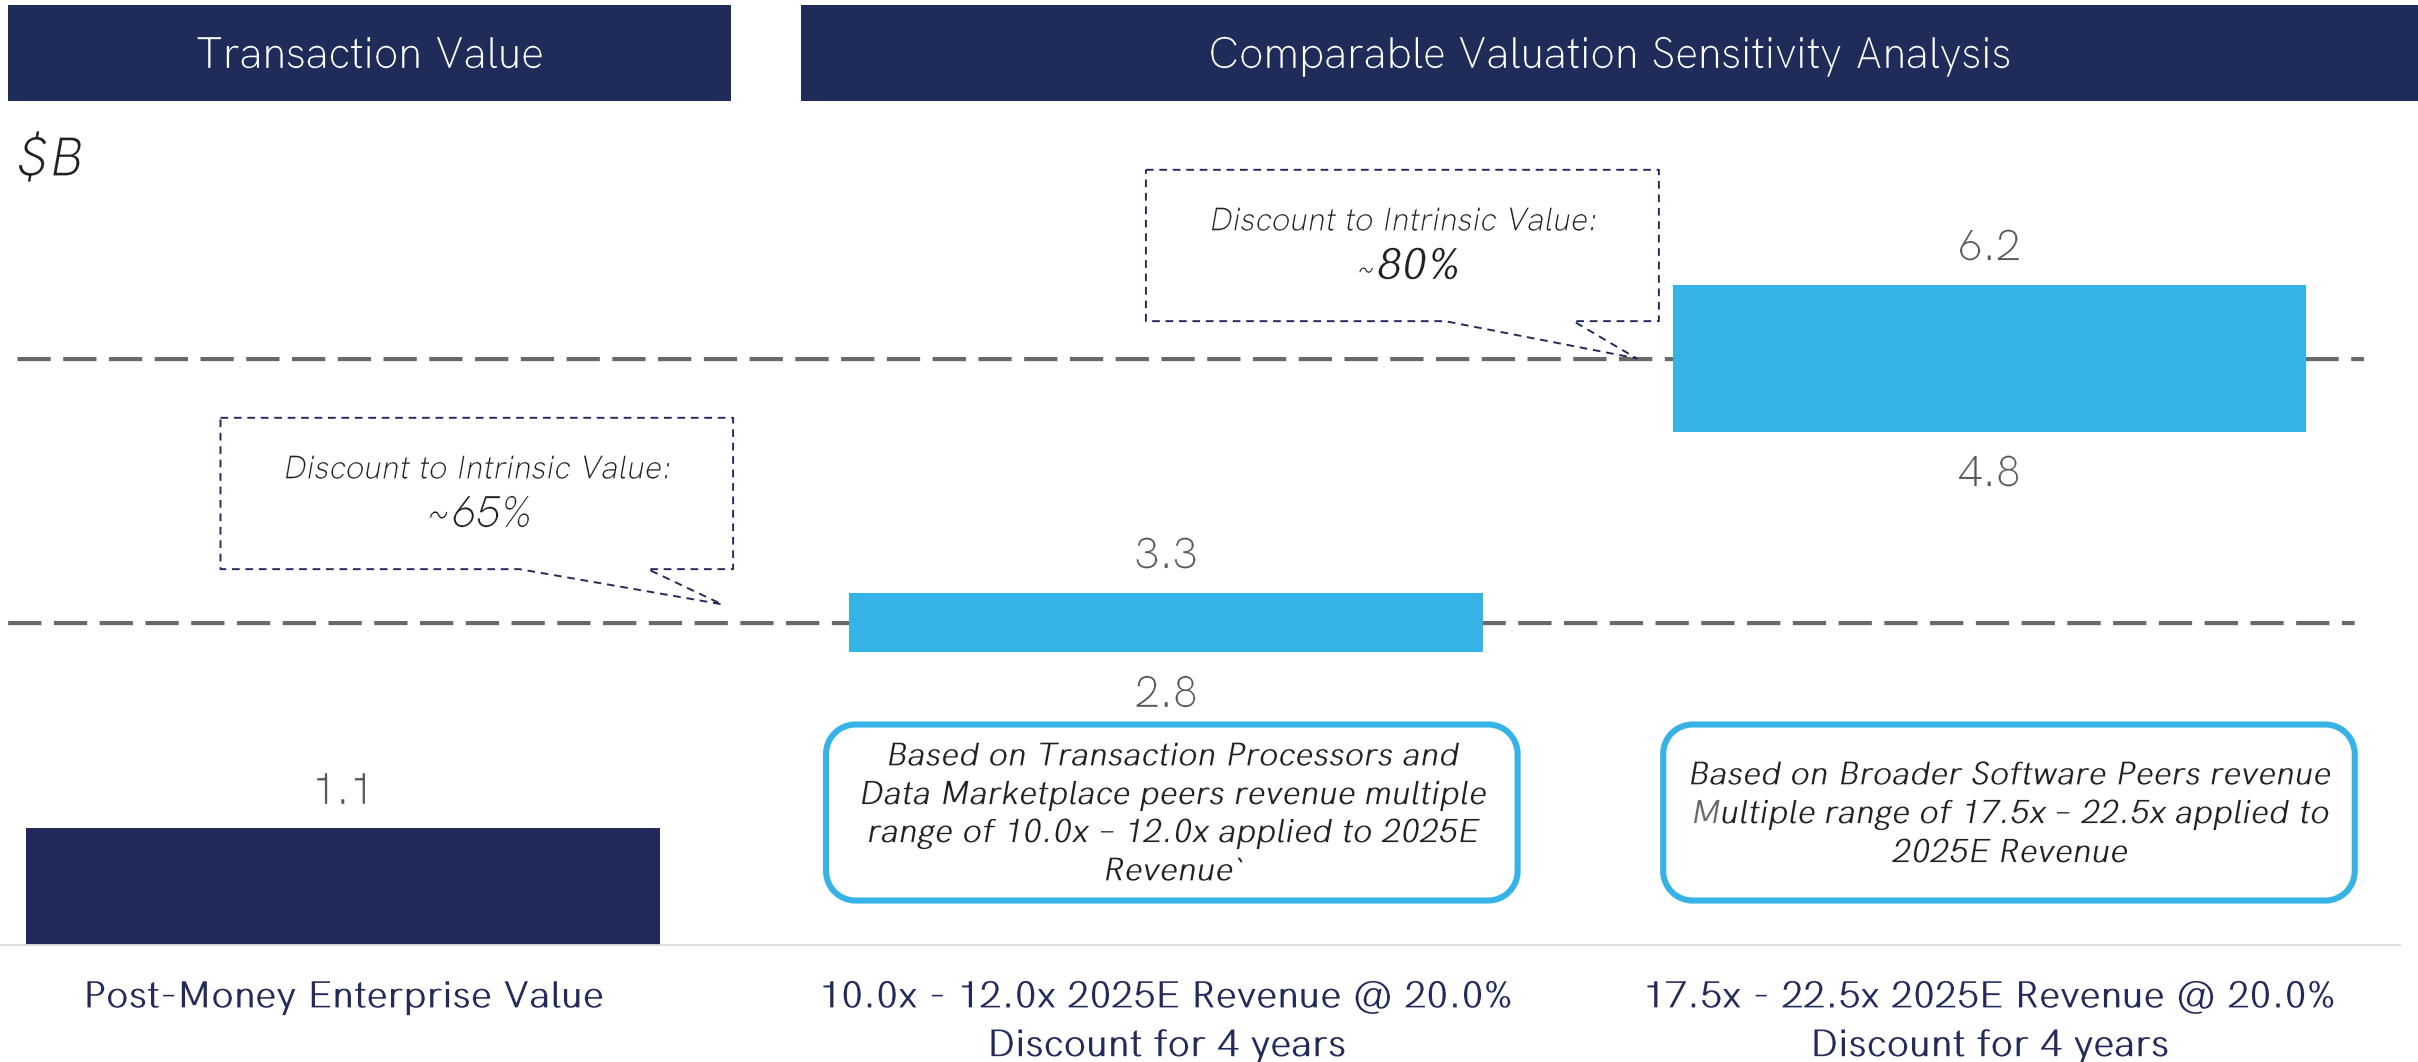 Transaction Value
Comparable Valuation Sensitivity Analysis
$B
Discount to Intrinsic Value:
~80%
6.2
4.8
Discount to Intrinsic Value:
~65%
3.3
2.8
1.1
Based on Transaction Processors and
Data Marketplace peers revenue multiple
range of 10.0x – 12.0x applied to 2025E
Revenue`
Based on Broader Software Peers revenue
Multiple range of 17.5x – 22.5x applied to
2025E Revenue
Post-Money Enterprise Value
10.0x - 12.0x 2025E Revenue @ 20.0%
Discount for 4 years
17.5x - 22.5x 2025E Revenue @ 20.0%
Discount for 4 years